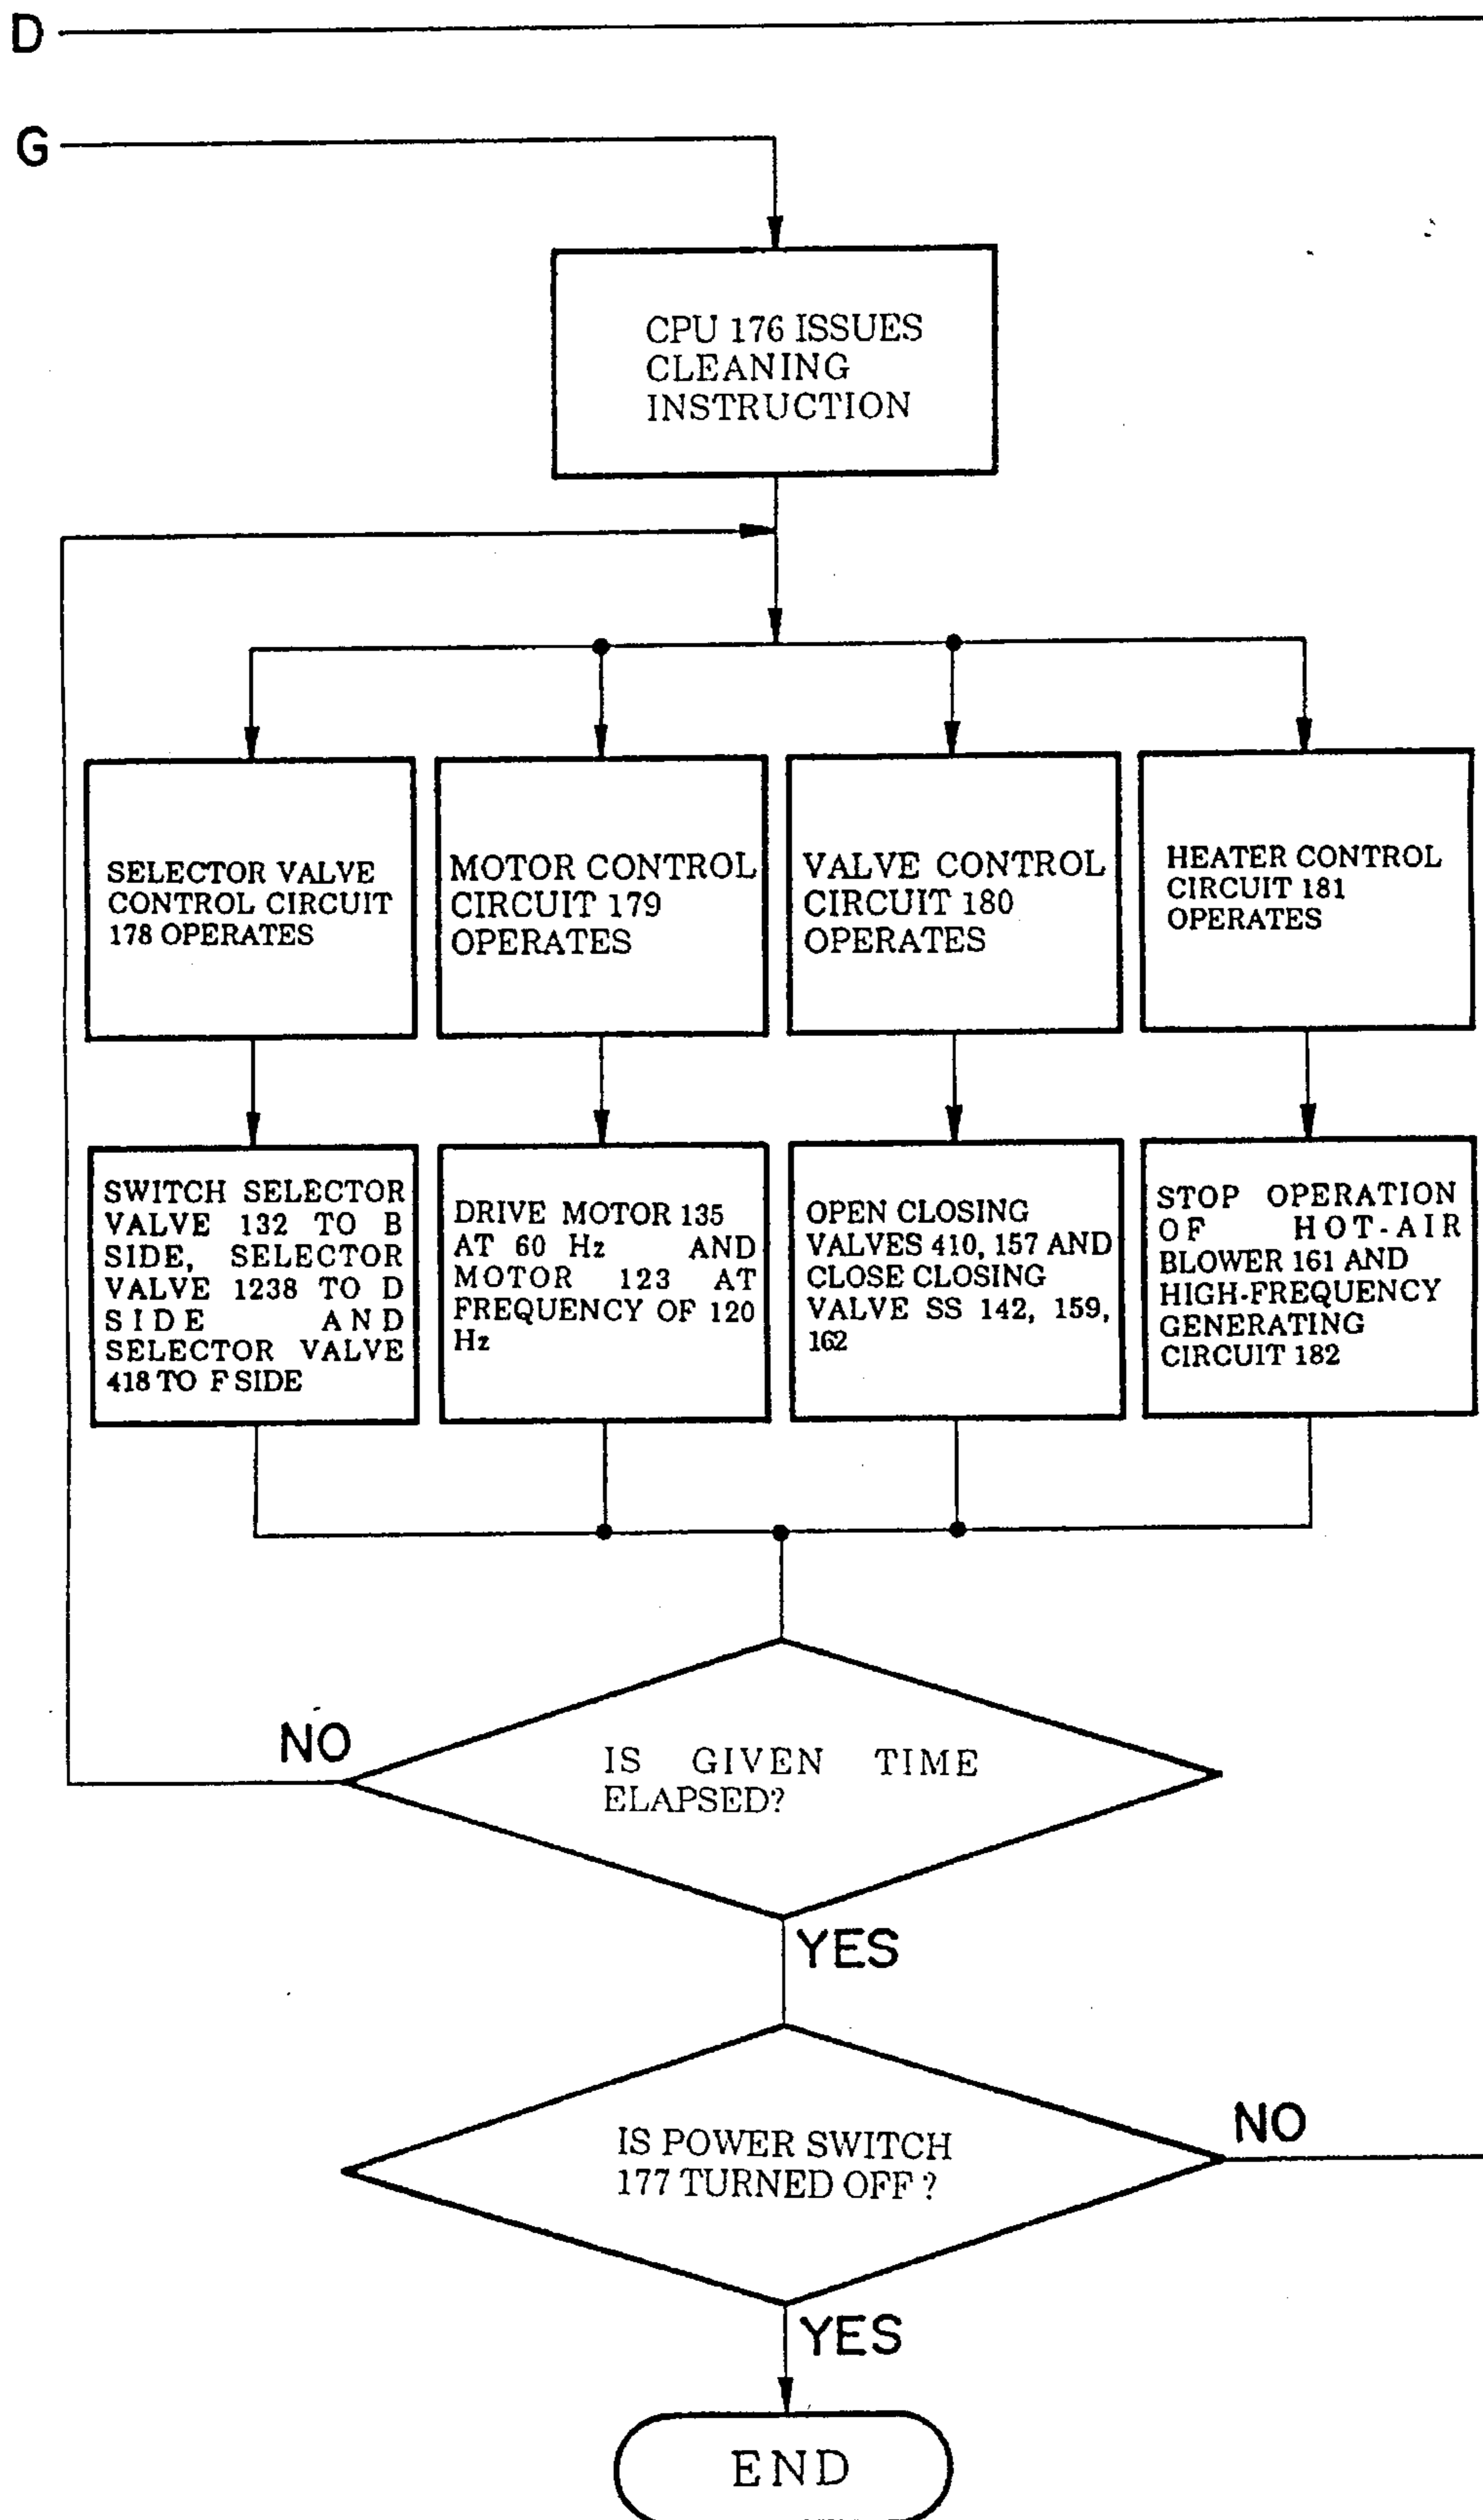 D
G
CPU 176 ISSUES
CLEANING
INSTRUCTION
SELECTOR VALVE
CONTROL CIRCUIT
178 OPERATES
MOTOR CONTROL
CIRCUIT 179
OPERATES
VALVE CONTROL
CIRCUIT 180
OPERATES
HEATER CONTROL
CIRCUIT 181
OPERATES
SWITCH SELECTOR
VALVE 132 TO B
SIDE, SELECTOR
VALVE 1238 TO D
SIDE AND
SELECTOR VALVE
418 TO F SIDE
DRIVE MOTOR 135
AT 60 Hz AND
MOTOR 123 AT
FREQUENCY OF 120
Hz
OPEN CLOSING
VALVES 410, 157 AND
CLOSE CLOSING
VALVE SS 142, 159,
162
STOP OPERATION
OF HOT-AIR
BLOWER 161 AND
HIGH-FREQUENCY
GENERATING
CIRCUIT 182
NO
IS GIVEN TIME
ELAPSED?
YES
IS POWER SWITCH
177 TURNED OFF ?
NO
YES
END